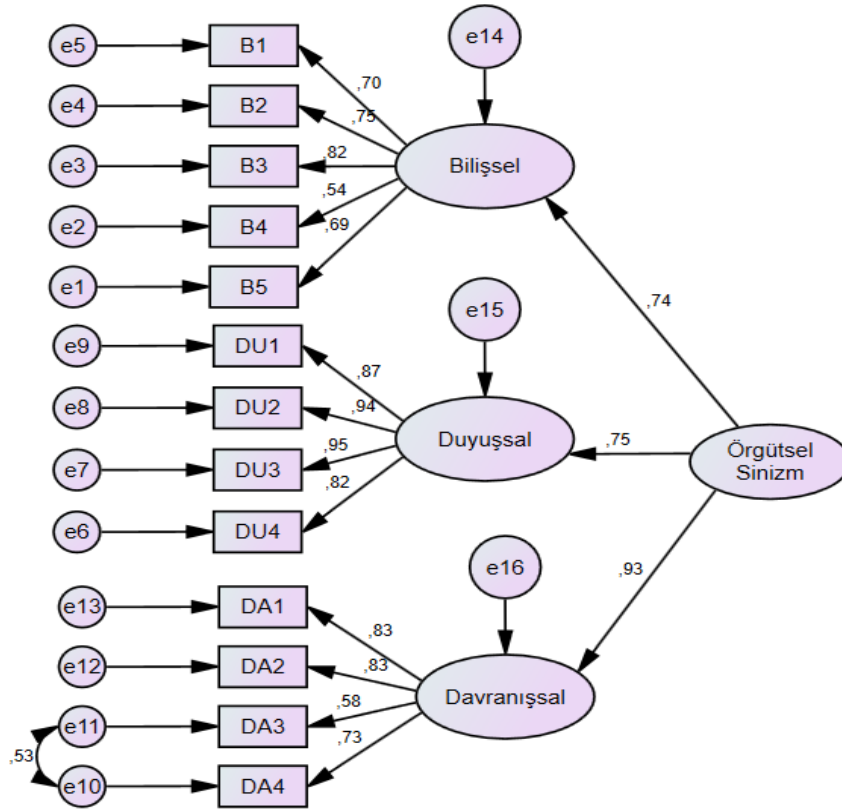 e5
B1
e14
,70
e4
B2
,75
e3
B3
,82
Bilişsel
,54
e2
B4
,69
e1
B5
,74
e15
e9
DU1
,87
e8
DU2
,94
Duyuşsal
,75
Örgütsel
Sinizm
e7
DU3
,95
,82
e6
DU4
,93
e16
e13
DA1
,83
e12
DA2
,83
Davranışsal
,58
e11
DA3
,73
,53
e10
DA4